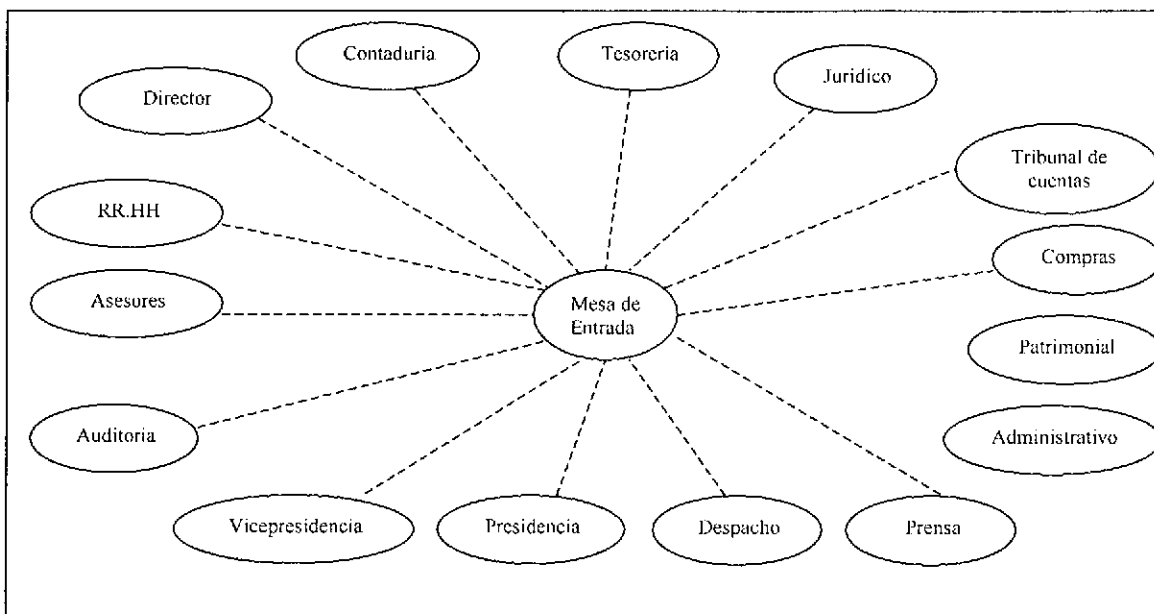 Contaduria
Tesoreria
Jurídico
Director
Tribunal de
cuentas
RR.HH
Compras
Asesores
Mesa de
Entrada
Patrimonial
Auditoria
Administrativo
Vicepresidencia
Presidencia
Despacho
Prensa